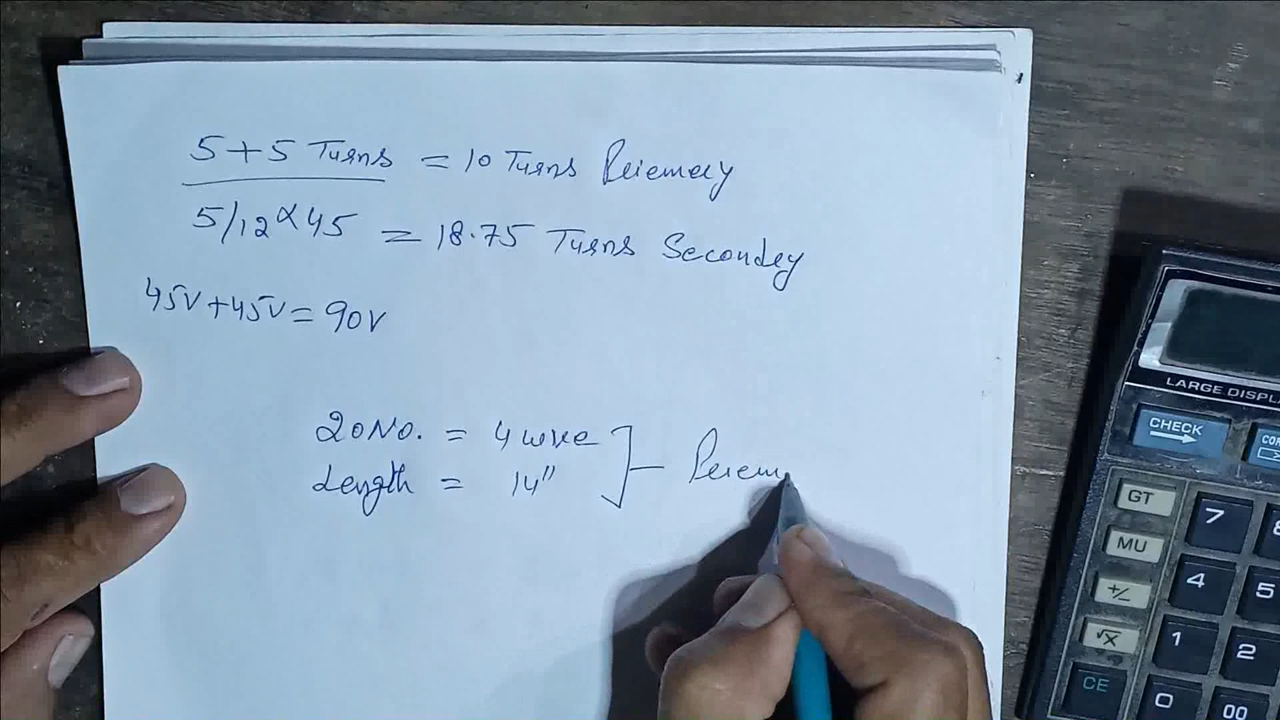 5+5 Turns = 10 Turns Periemery
5/12×45 = 18.75 Turns Secondey
45V+45V=90V
20No. = 4 wire
Length = 14"
Periem
LARGE DISPL
CHECK
GT
MU
+/-
√x
CE
7
4
5
1
2
0
00